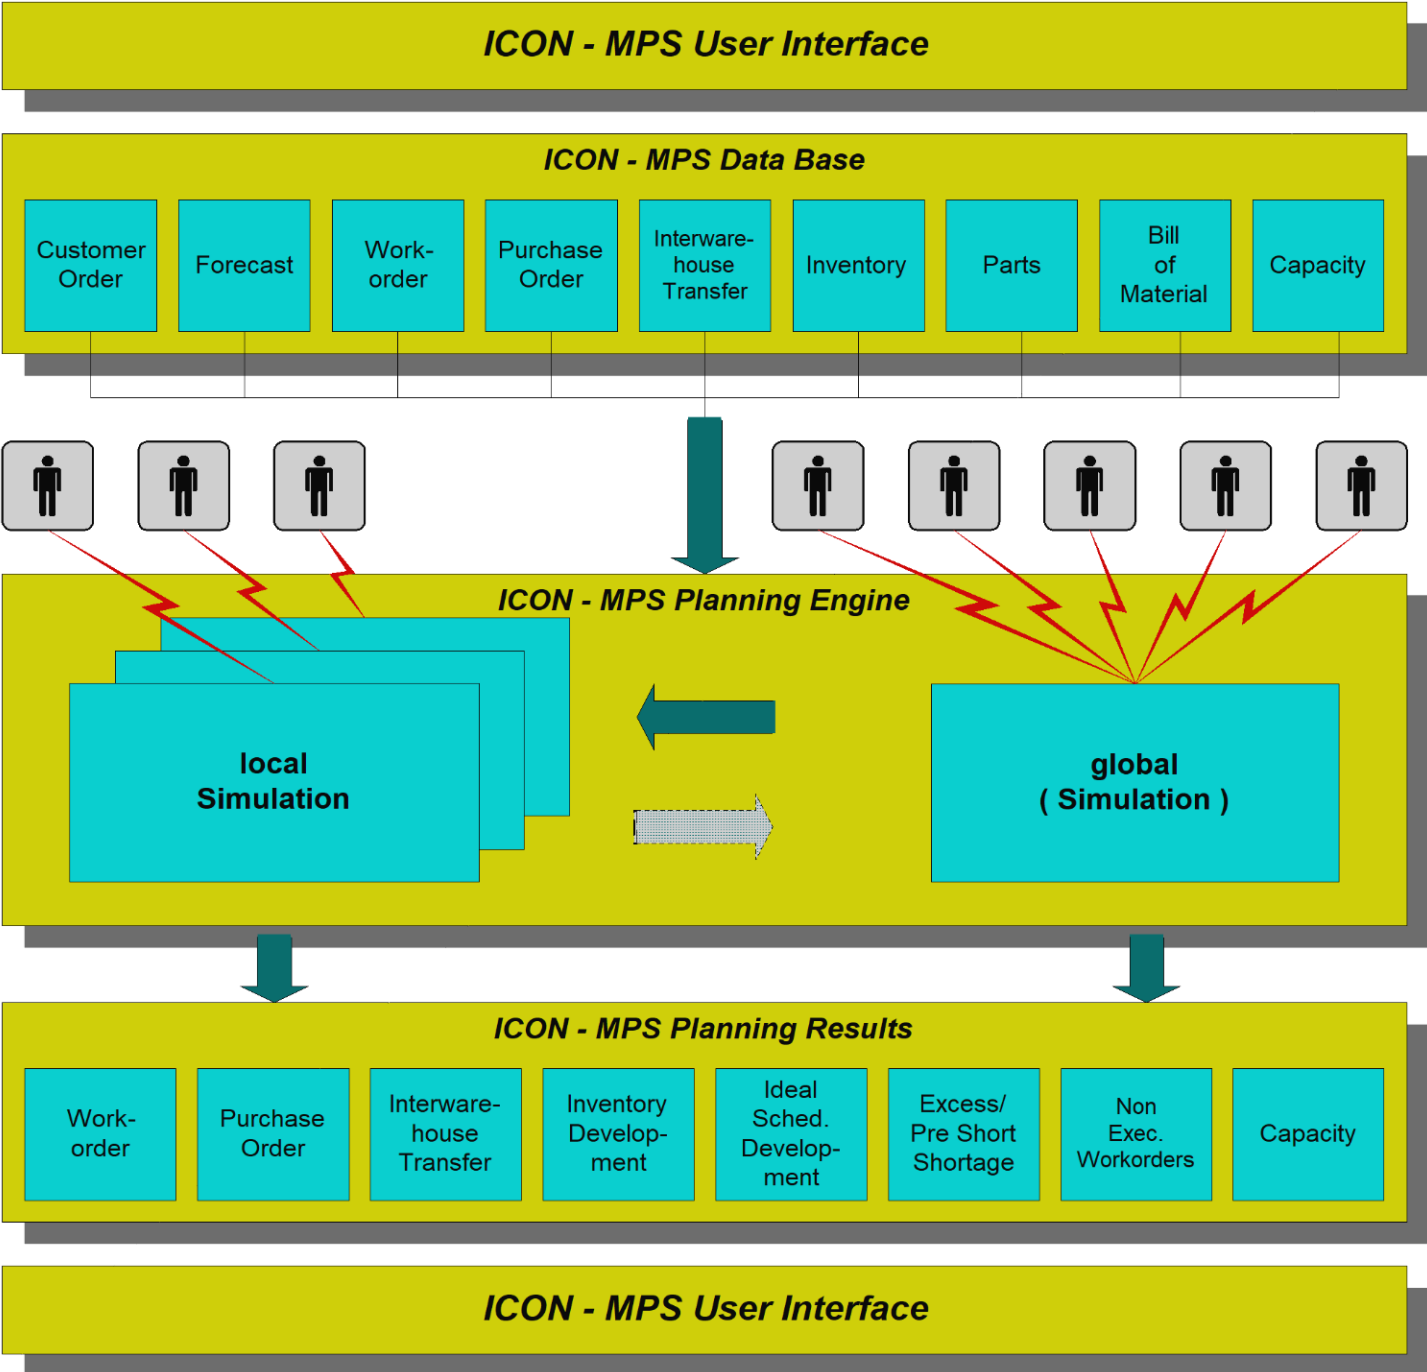 ICON - MPS User Interface
ICON - MPS Data Base
Customer
Order
Forecast
Work-
order
Purchase
Order
Interware-
house
Transfer
Inventory
Parts
Bill
of
Material
Capacity
ICON - MPS Planning Engine
local
Simulation
global
( Simulation )
ICON - MPS Planning Results
Work-
order
Purchase
Order
Interware-
house
Transfer
Inventory
Develop-
ment
Ideal
Sched.
Develop-
ment
Excess/
Pre Short
Shortage
Non
Exec.
Workorders
Capacity
ICON - MPS User Interface